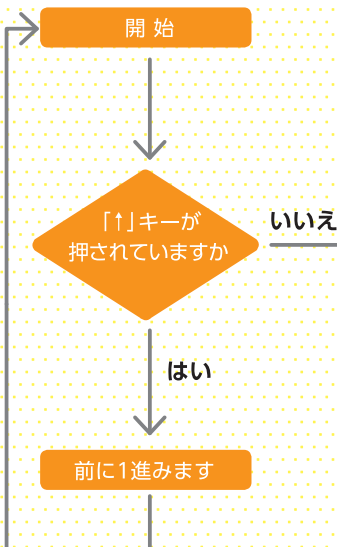 開始
「↑」キーが
押されていますか
いいえ
はい
前に1進みます